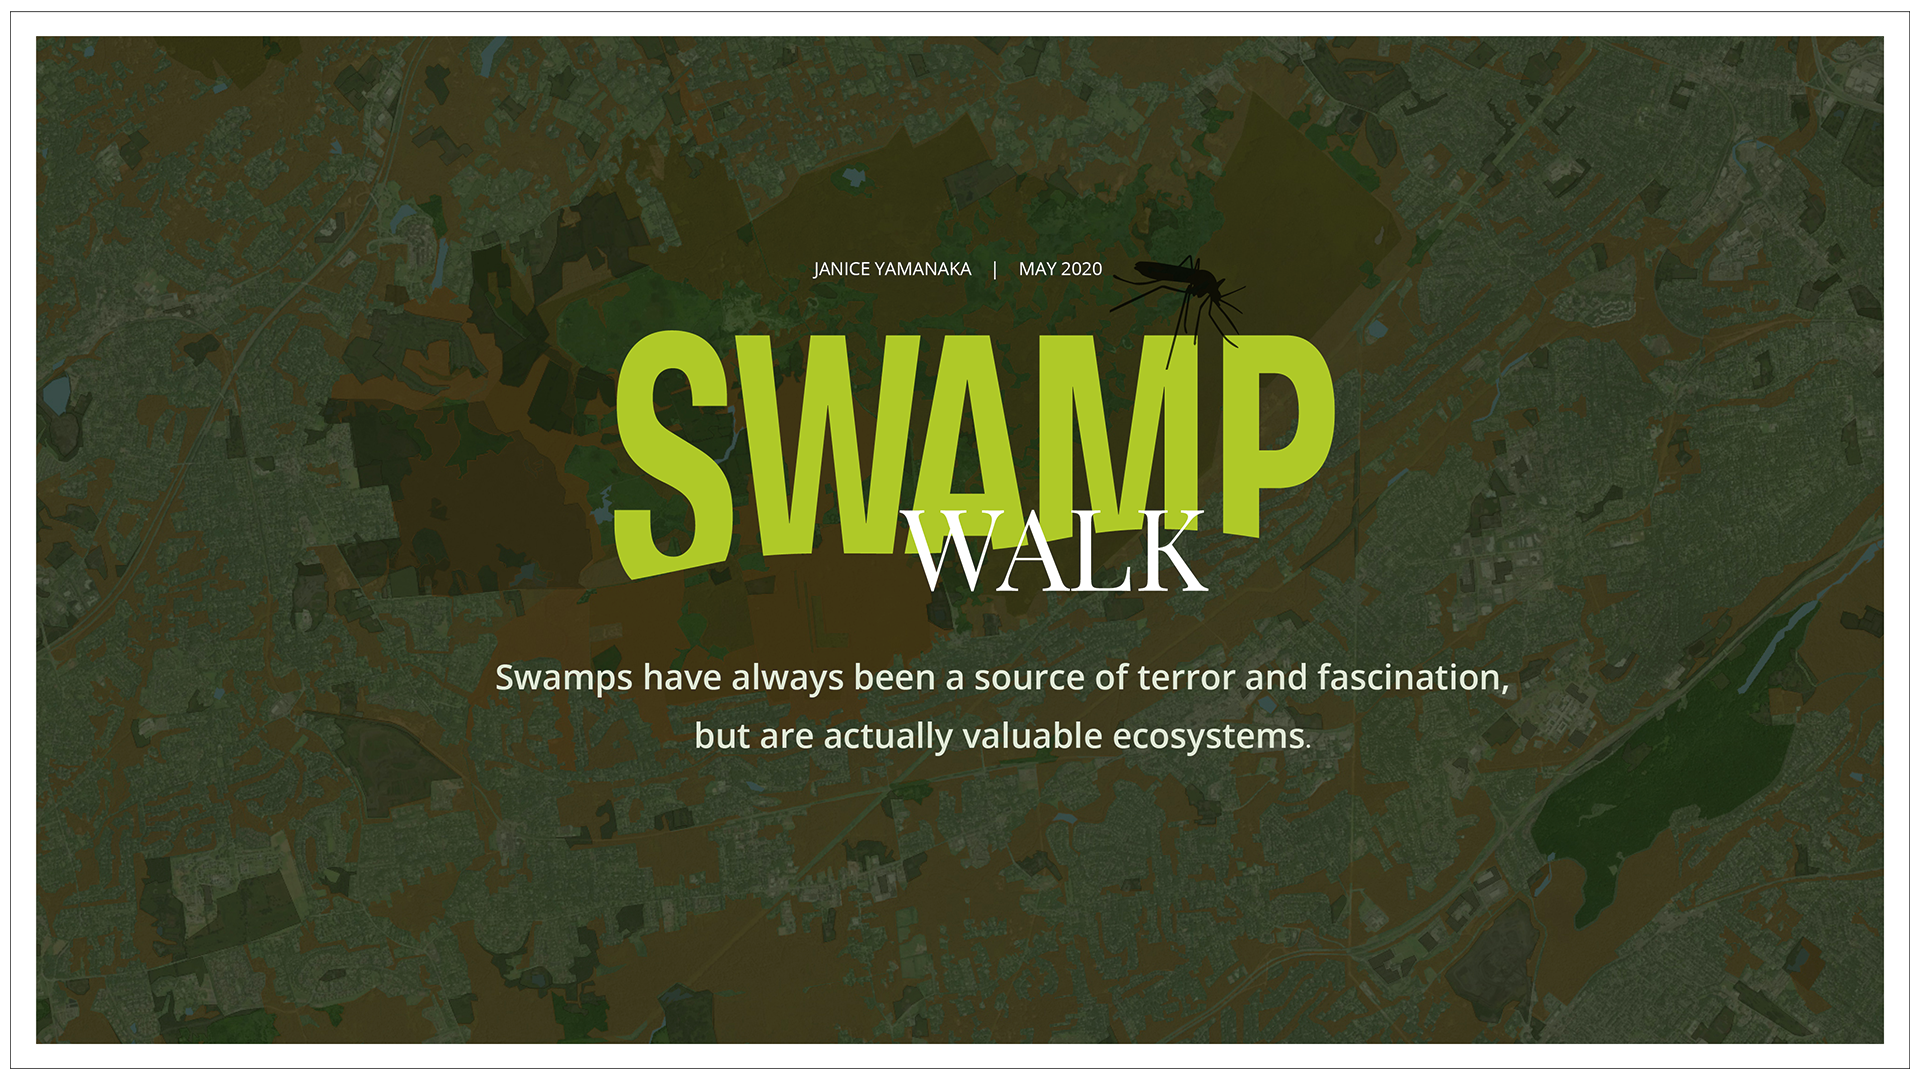 JANICE YAMANAKA | MAY 2020
SWAMP
WALK
Swamps have always been a source of terror and fascination,
but are actually valuable ecosystems.